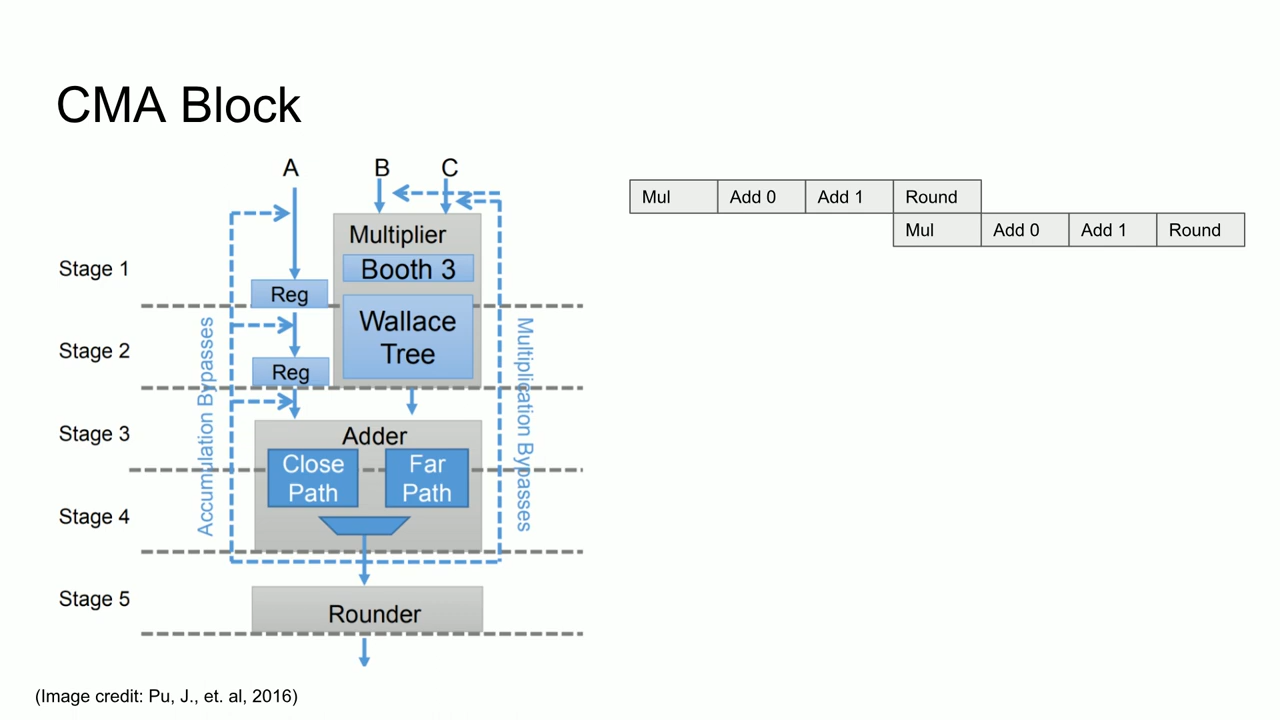 CMA Block
A B C
Multiplier
Booth 3
Stage 1
Reg
Wallace
Tree
Stage 2
Reg
Accumulation Bypasses
Multiplication Bypasses
Stage 3
Adder
Close
Path
Far
Path
Stage 4
Stage 5
Rounder
(Image credit: Pu, J., et. al, 2016)
Mul Add 0 Add 1 Round
Mul Add 0 Add 1 Round